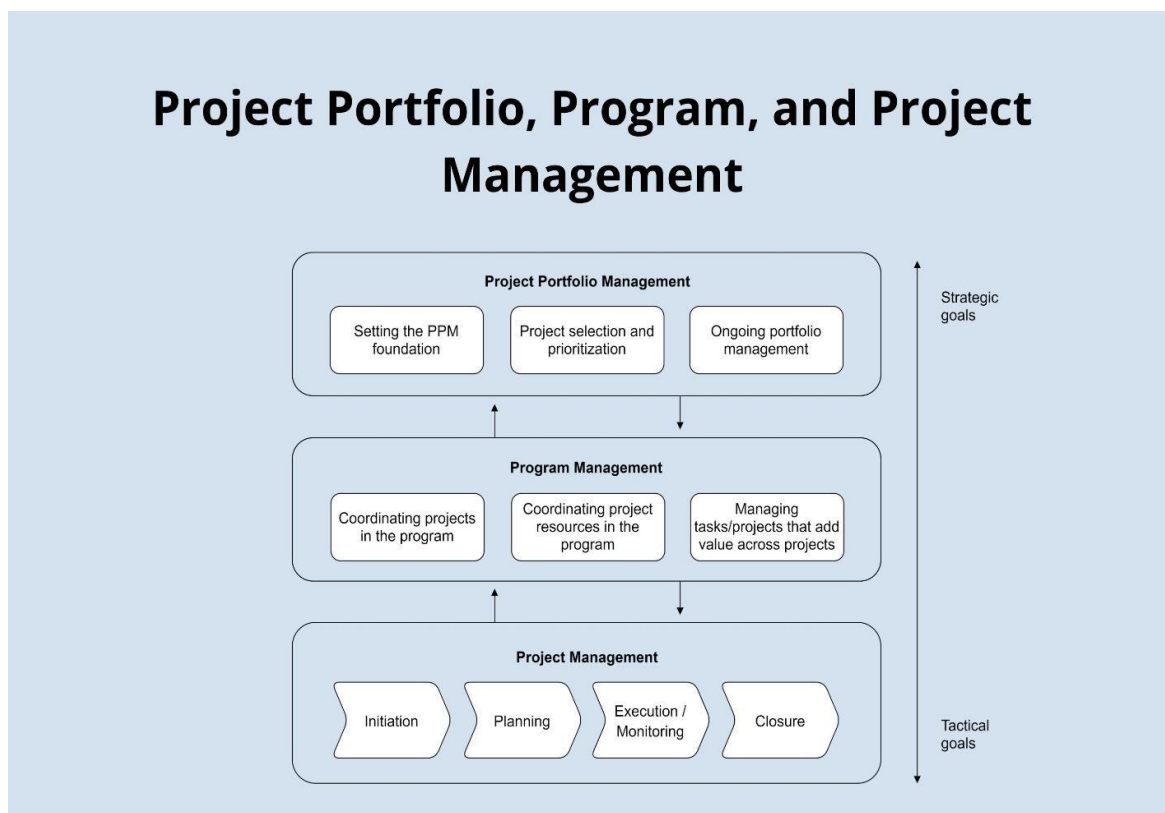 Project Portfolio, Program, and Project
Management
Project Portfolio Management
Setting the PPM
foundation
Project selection and
prioritization
Ongoing portfolio
management
Strategic
goals
Program Management
Coordinating projects
in the program
Coordinating project
resources in the
program
Managing
tasks/projects that add
value across projects
Project Management
Initiation
Planning
Execution /
Monitoring
Closure
Tactical
goals